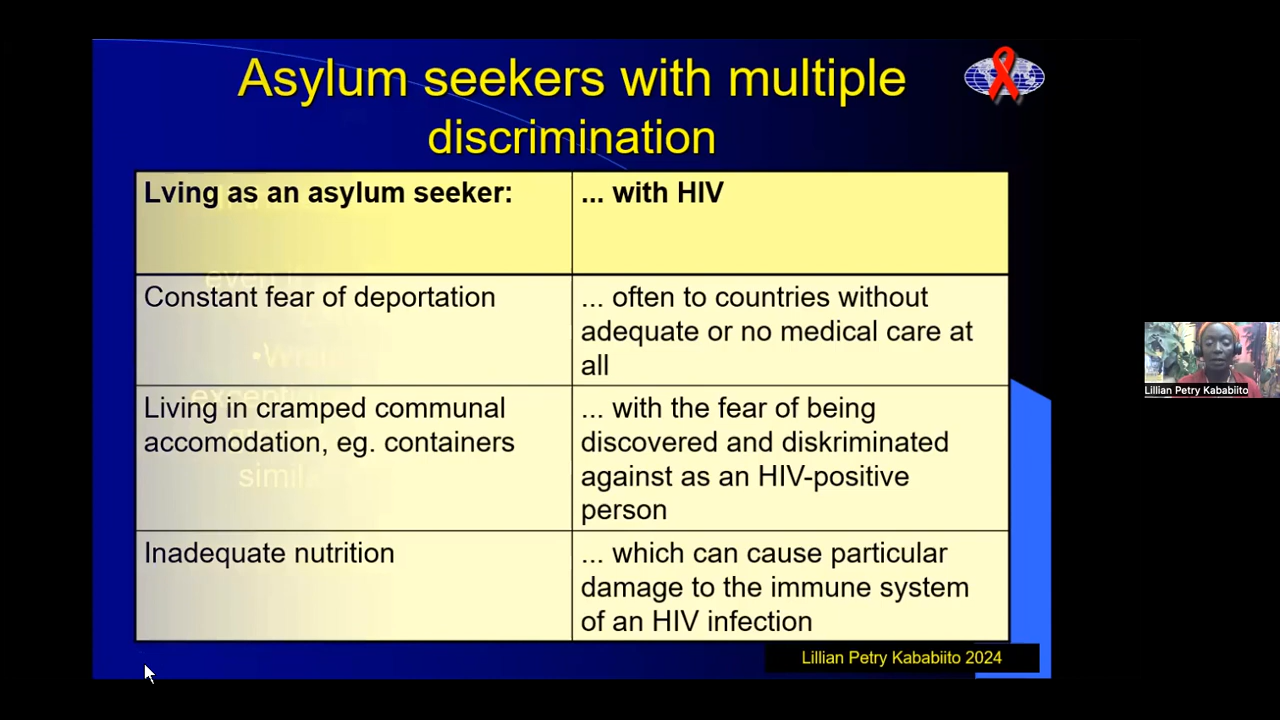 Asylum seekers with multiple
discrimination
Lving as an asylum seeker:
... with HIV
Constant fear of deportation
... often to countries without
adequate or no medical care at
all
Living in cramped communal
accomodation, eg. containers
... with the fear of being
discovered and diskriminated
against as an HIV-positive
person
Inadequate nutrition
... which can cause particular
damage to the immune system
of an HIV infection
Lillian Petry Kababiito 2024
Lillian Petry Kababiito